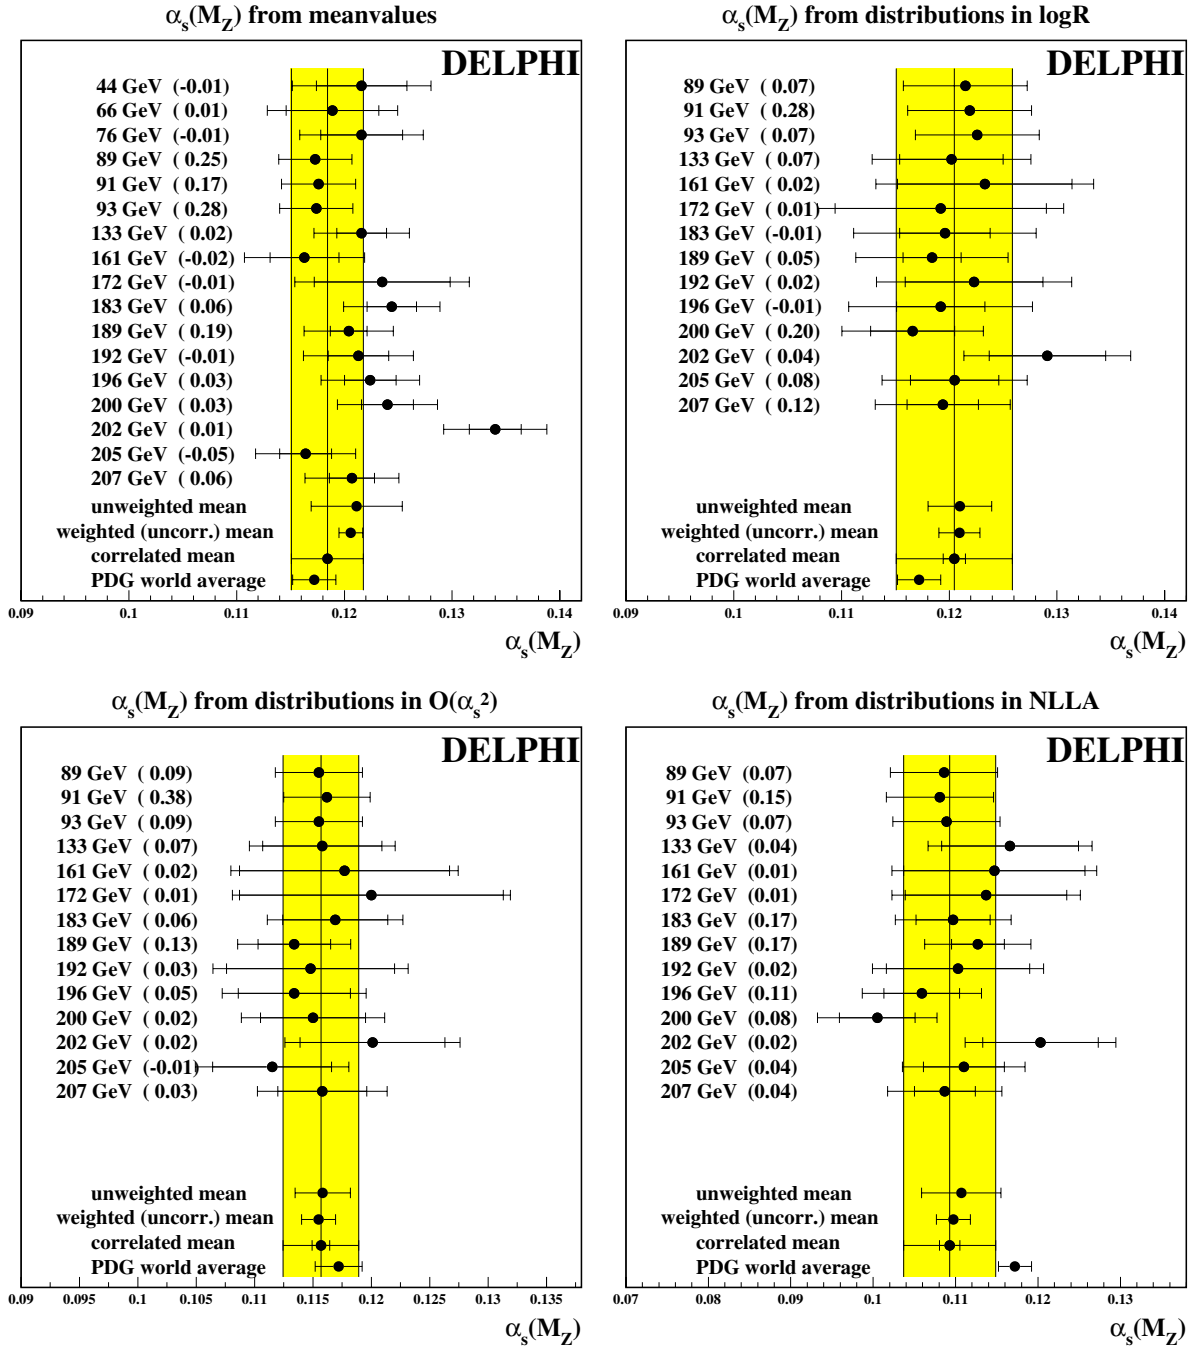 α_s(M_Z) from meanvalues
DELPHI
44 GeV (-0.01)
66 GeV ( 0.01)
76 GeV (-0.01)
89 GeV ( 0.25)
91 GeV ( 0.17)
93 GeV ( 0.28)
133 GeV ( 0.02)
161 GeV (-0.02)
172 GeV (-0.01)
183 GeV ( 0.06)
189 GeV ( 0.19)
192 GeV (-0.01)
196 GeV ( 0.03)
200 GeV ( 0.03)
202 GeV ( 0.01)
205 GeV (-0.05)
207 GeV ( 0.06)
unweighted mean
weighted (uncorr.) mean
correlated mean
PDG world average
0.09 0.1 0.11 0.12 0.13 0.14
α_s(M_Z)
α_s(M_Z) from distributions in logR
DELPHI
89 GeV ( 0.07)
91 GeV ( 0.28)
93 GeV ( 0.07)
133 GeV ( 0.07)
161 GeV ( 0.02)
172 GeV ( 0.01)
183 GeV (-0.01)
189 GeV ( 0.05)
192 GeV ( 0.02)
196 GeV (-0.01)
200 GeV ( 0.20)
202 GeV ( 0.04)
205 GeV ( 0.08)
207 GeV ( 0.12)
unweighted mean
weighted (uncorr.) mean
correlated mean
PDG world average
0.09 0.1 0.11 0.12 0.13 0.14
α_s(M_Z)
α_s(M_Z) from distributions in O(α_s²)
DELPHI
89 GeV ( 0.09)
91 GeV ( 0.38)
93 GeV ( 0.09)
133 GeV ( 0.07)
161 GeV ( 0.02)
172 GeV ( 0.01)
183 GeV ( 0.06)
189 GeV ( 0.13)
192 GeV ( 0.03)
196 GeV ( 0.05)
200 GeV ( 0.02)
202 GeV ( 0.02)
205 GeV (-0.01)
207 GeV ( 0.03)
unweighted mean
weighted (uncorr.) mean
correlated mean
PDG world average
0.09 0.095 0.1 0.105 0.11 0.115 0.12 0.125 0.13 0.135
α_s(M_Z)
α_s(M_Z) from distributions in NLLA
DELPHI
89 GeV (0.07)
91 GeV (0.15)
93 GeV (0.07)
133 GeV (0.04)
161 GeV (0.01)
172 GeV (0.01)
183 GeV (0.17)
189 GeV (0.17)
192 GeV (0.02)
196 GeV (0.11)
200 GeV (0.08)
202 GeV (0.02)
205 GeV (0.04)
207 GeV (0.04)
unweighted mean
weighted (uncorr.) mean
correlated mean
PDG world average
0.07 0.08 0.09 0.1 0.11 0.12 0.13
α_s(M_Z)